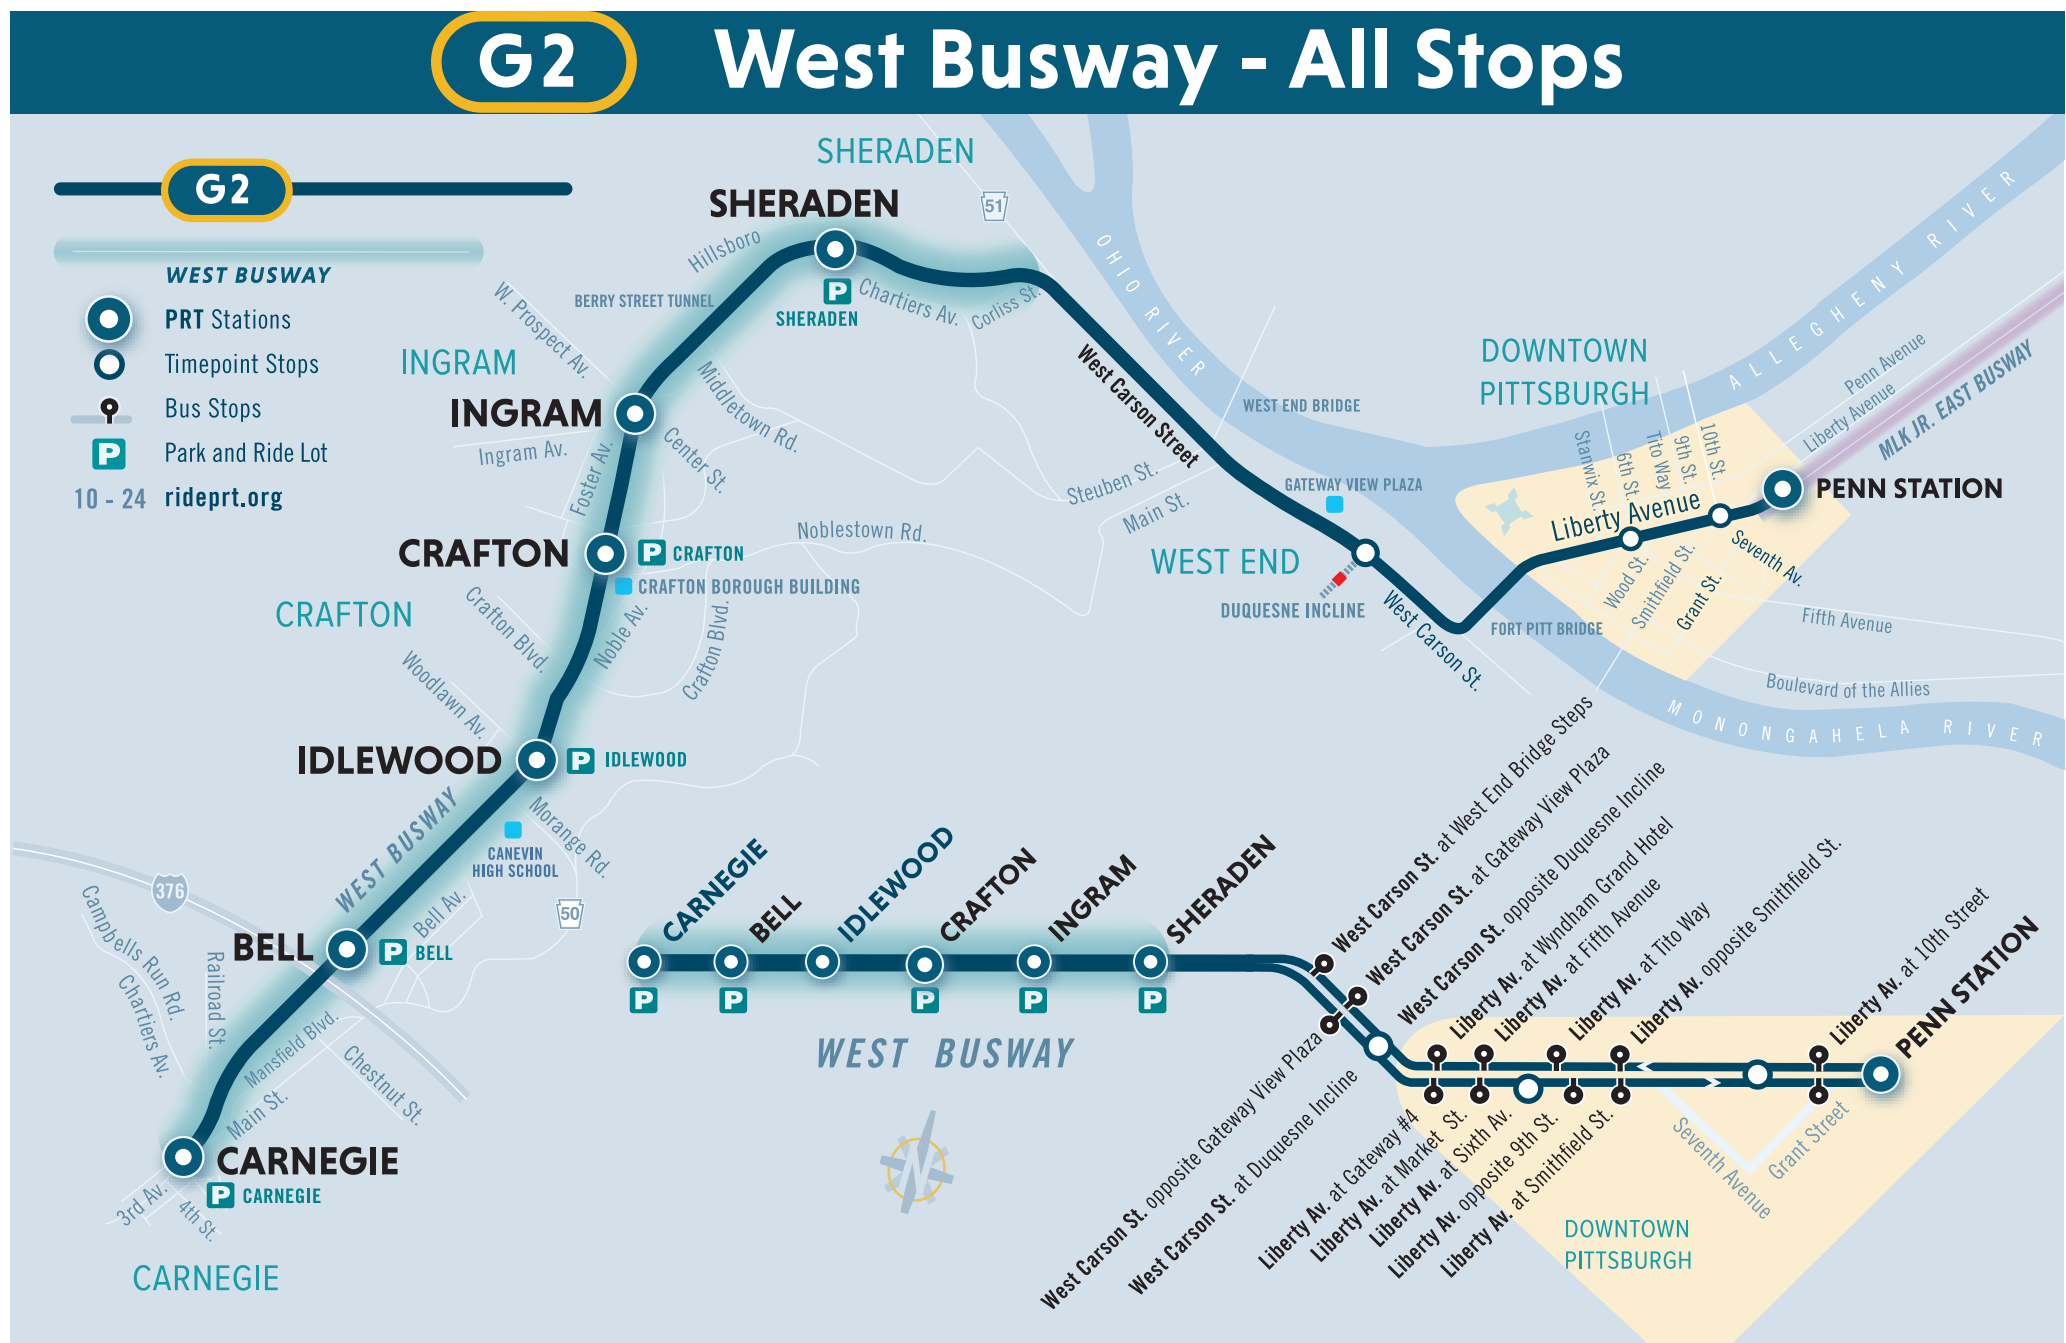 G2 West Busway - All Stops
G2
WEST BUSWAY
PRT Stations
Timepoint Stops
Bus Stops
P Park and Ride Lot
10 - 24 rideprt.org
SHERADEN
SHERADEN
51
Hillsboro
P
SHERADEN
Chartiers Av.
Corliss St.
BERRY STREET TUNNEL
W. Prospect Av.
INGRAM
INGRAM
Ingram Av.
Foster Av.
Middletown Rd.
Center St.
CRAFTON
P CRAFTON
CRAFTON BOROUGH BUILDING
CRAFTON
Crafton Blvd.
Noble Av.
Crafton Blvd.
Noblestown Rd.
Woodlawn Av.
IDLEWOOD
P IDLEWOOD
WEST BUSWAY
Morange Rd.
CANEVIN
HIGH SCHOOL
50
376
Bell Av.
BELL
P BELL
Campbells Run Rd.
Chartiers Av.
Railroad St.
Mansfield Blvd.
Main St.
Chestnut St.
CARNEGIE
P CARNEGIE
3rd Av.
4th St.
CARNEGIE
OHIO RIVER
ALLEGHENY RIVER
MONONGAHELA RIVER
West Carson Street
WEST END BRIDGE
Steuben St.
Main St.
GATEWAY VIEW PLAZA
WEST END
DUQUESNE INCLINE
West Carson St.
FORT PITT BRIDGE
DOWNTOWN
PITTSBURGH
Stanwix St.
6th St.
Tito Way
9th St.
10th St.
Liberty Avenue
Penn Avenue
Liberty Avenue
MLK JR. EAST BUSWAY
PENN STATION
Seventh Av.
Wood St.
Smithfield St.
Grant St.
Fifth Avenue
Boulevard of the Allies
CARNEGIE
BELL
IDLEWOOD
CRAFTON
INGRAM
SHERADEN
P
P
P
P
P
WEST BUSWAY
West Carson St. at West End Bridge Steps
West Carson St. at Gateway View Plaza
West Carson St. opposite Duquesne Incline
Liberty Av. at Wyndham Grand Hotel
Liberty Av. at Fifth Avenue
Liberty Av. at Tito Way
Liberty Av. opposite Smithfield St.
Liberty Av. at 10th Street
PENN STATION
West Carson St. opposite Gateway View Plaza
West Carson St. at Duquesne Incline
Liberty Av. at Gateway #4
Liberty Av. at Market St.
Liberty Av. at Sixth Av.
Liberty Av. opposite 9th St.
Liberty Av. at Smithfield St.
Seventh Avenue
Grant Street
DOWNTOWN
PITTSBURGH